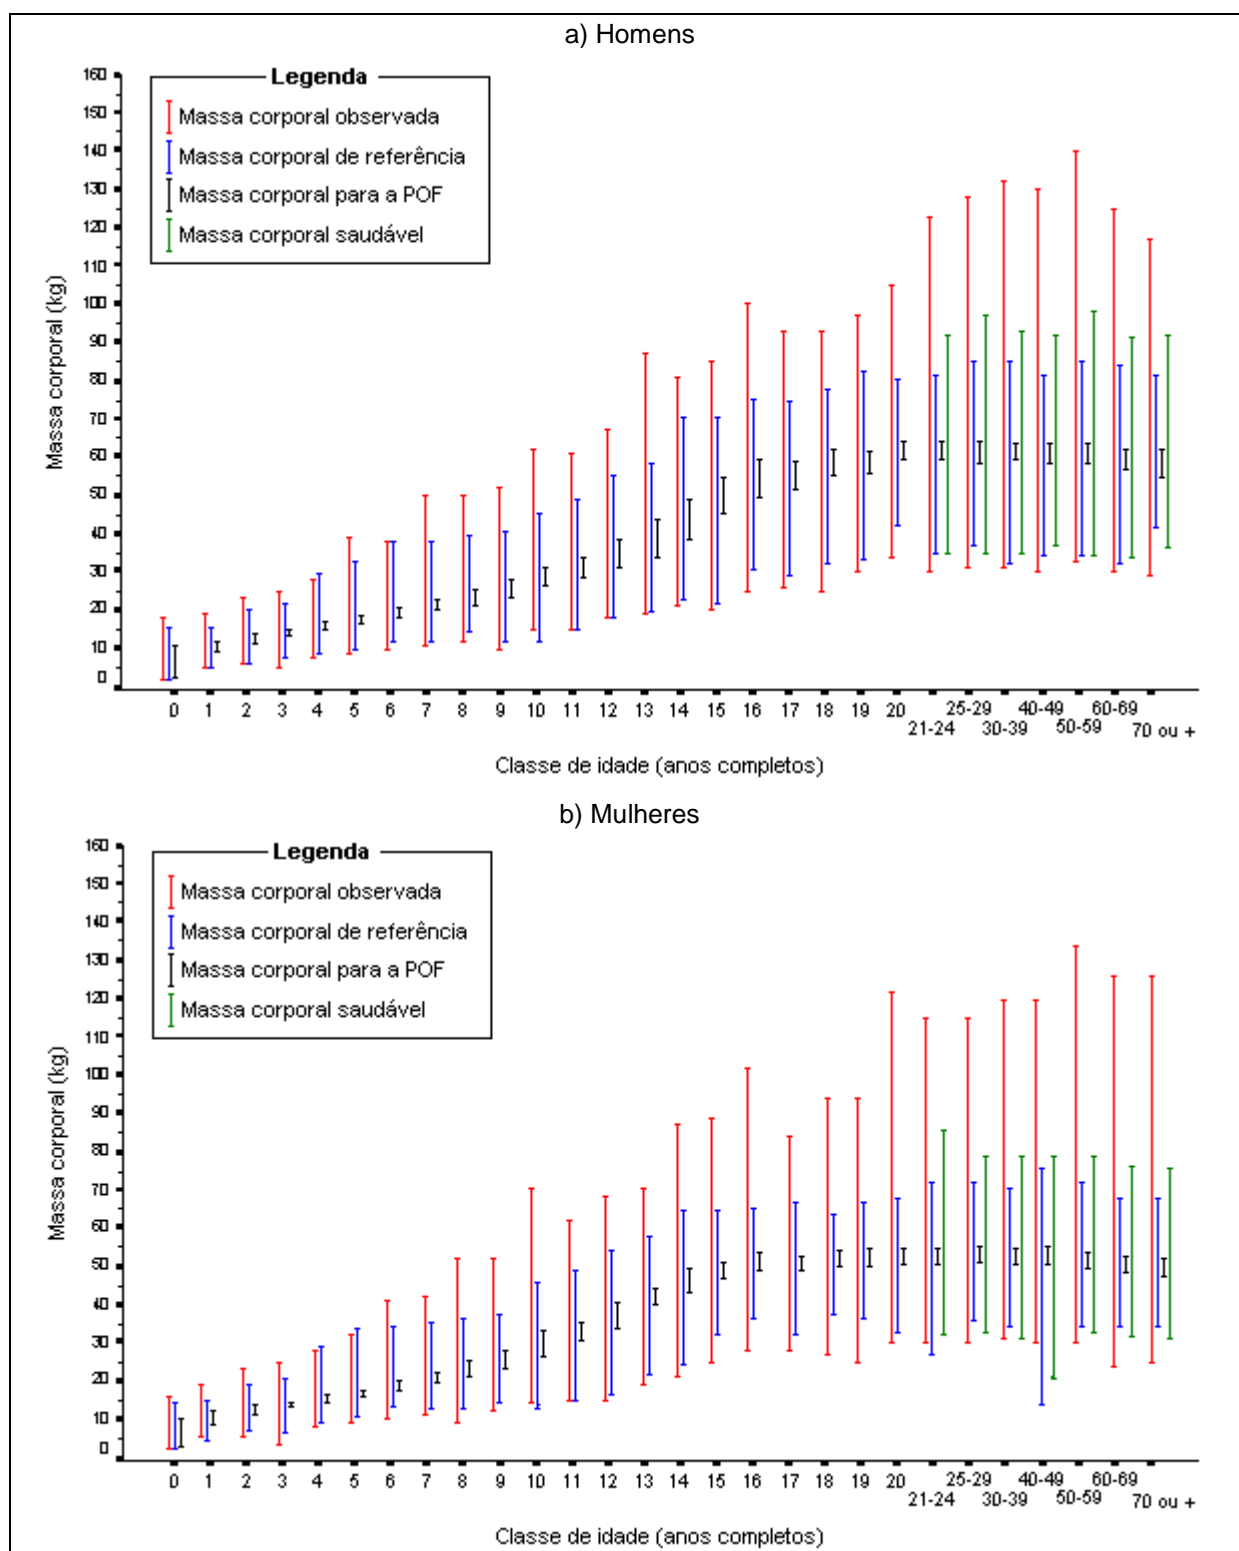 a) Homens
160
150
140
130
120
110
100
90
80
70
60
50
40
30
20
10
0
Massa corporal (kg)
Legenda
Massa corporal observada
Massa corporal de referência
Massa corporal para a POF
Massa corporal saudável
0 1 2 3 4 5 6 7 8 9 10 11 12 13 14 15 16 17 18 19 20 25-29 40-49 60-69
21-24 30-39 50-59 70 ou +
Classe de idade (anos completos)
b) Mulheres
160
150
140
130
120
110
100
90
80
70
60
50
40
30
20
10
0
Massa corporal (kg)
Legenda
Massa corporal observada
Massa corporal de referência
Massa corporal para a POF
Massa corporal saudável
0 1 2 3 4 5 6 7 8 9 10 11 12 13 14 15 16 17 18 19 20 25-29 40-49 60-69
21-24 30-39 50-59 70 ou +
Classe de idade (anos completos)